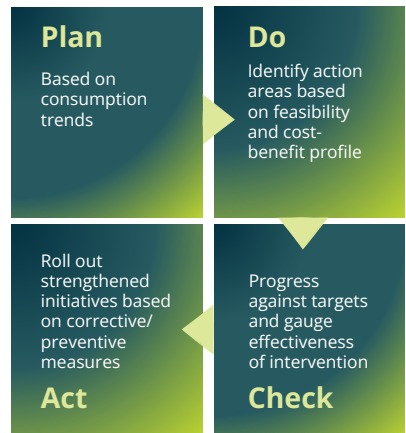 Plan
Based on
consumption
trends
Do
Identify action
areas based
on feasibility
and cost-
benefit profile
Roll out
strengthened
initiatives based
on corrective/
preventive
measures
Act
Progress
against targets
and gauge
effectiveness
of intervention
Check